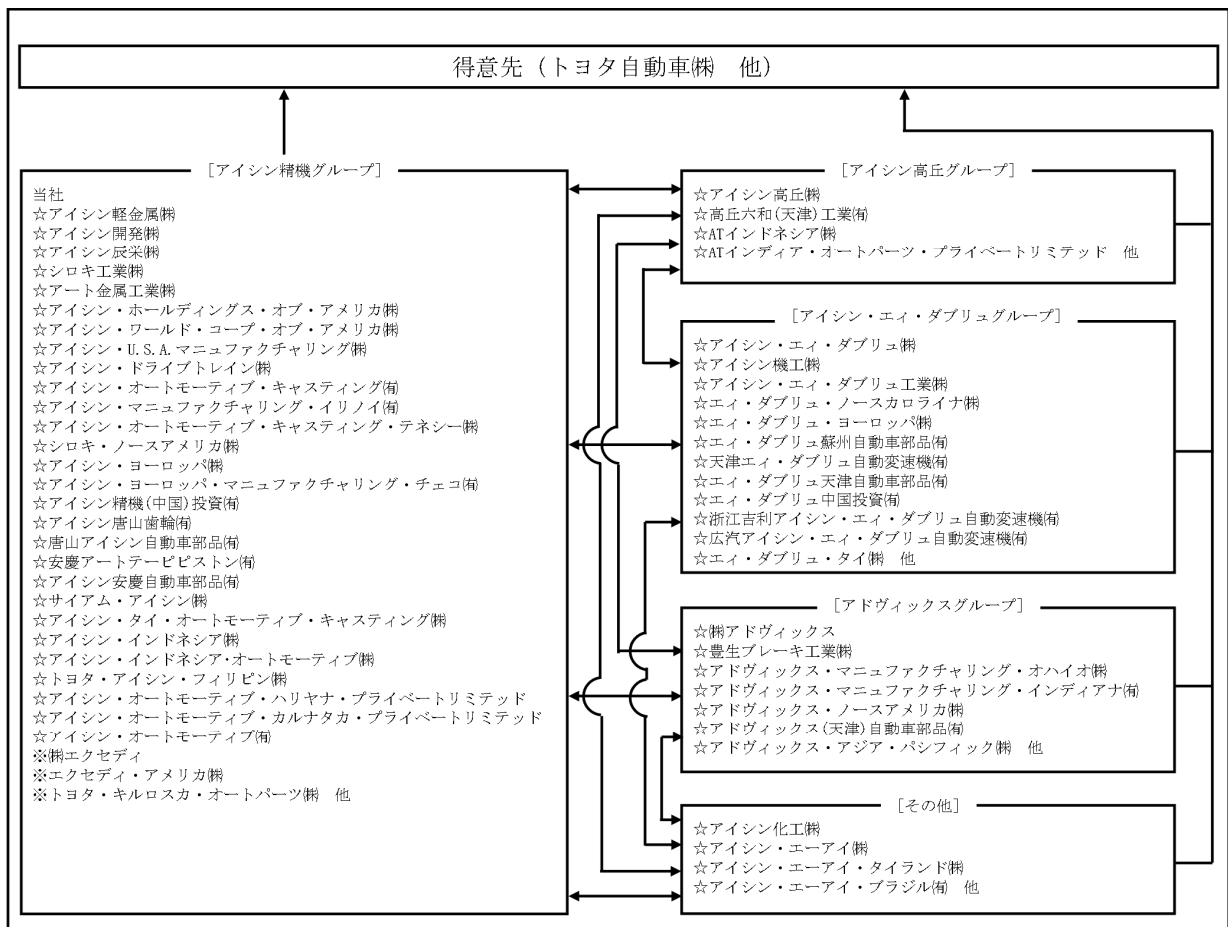 得意先（トヨタ自動車㈱　他）
［アイシン精機グループ］
当社
☆アイシン軽金属㈱
☆アイシン開発㈱
☆アイシン辰栄㈱
☆シロキ工業㈱
☆アート金属工業㈱
☆アイシン・ホールディングス・オブ・アメリカ㈱
☆アイシン・ワールド・コープ・オブ・アメリカ㈱
☆アイシン・U.S.A.マニュファクチャリング㈱
☆アイシン・ドライブトレイン㈱
☆アイシン・オートモーティブ・キャスティング㈲
☆アイシン・マニュファクチャリング・イリノイ㈲
☆アイシン・オートモーティブ・キャスティング・テネシー㈱
☆シロキ・ノースアメリカ㈱
☆アイシン・ヨーロッパ㈱
☆アイシン・ヨーロッパ・マニュファクチャリング・チェコ㈲
☆アイシン精機(中国)投資㈲
☆アイシン唐山歯輪㈲
☆唐山アイシン自動車部品㈲
☆安慶アートテーピピストン㈲
☆アイシン安慶自動車部品㈲
☆サイアム・アイシン㈱
☆アイシン・タイ・オートモーティブ・キャスティング㈱
☆アイシン・インドネシア㈱
☆アイシン・インドネシア・オートモーティブ㈱
☆トヨタ・アイシン・フィリピン㈱
☆アイシン・オートモーティブ・ハリヤナ・プライベートリミテッド
☆アイシン・オートモーティブ・カルナタカ・プライベートリミテッド
☆アイシン・オートモーティブ㈲
※㈱エクセディ
※エクセディ・アメリカ㈱
※トヨタ・キルロスカ・オートパーツ㈱　他
［アイシン高丘グループ］
☆アイシン高丘㈱
☆高丘六和(天津)工業㈲
☆ATインドネシア㈱
☆ATインディア・オートパーツ・プライベートリミテッド　他
［アイシン・エィ・ダブリュグループ］
☆アイシン・エィ・ダブリュ㈱
☆アイシン機工㈱
☆アイシン・エィ・ダブリュ工業㈱
☆エィ・ダブリュ・ノースカロライナ㈱
☆エィ・ダブリュ・ヨーロッパ㈱
☆エィ・ダブリュ蘇州自動車部品㈲
☆天津エィ・ダブリュ自動変速機㈲
☆エィ・ダブリュ天津自動車部品㈲
☆エィ・ダブリュ中国投資㈲
☆浙江吉利アイシン・エィ・ダブリュ自動変速機㈲
☆広汽アイシン・エィ・ダブリュ自動変速機㈲
☆エィ・ダブリュ・タイ㈱　他
［アドヴィックスグループ］
☆㈱アドヴィックス
☆豊生ブレーキ工業㈱
☆アドヴィックス・マニュファクチャリング・オハイオ㈱
☆アドヴィックス・マニュファクチャリング・インディアナ㈲
☆アドヴィックス・ノースアメリカ㈱
☆アドヴィックス(天津)自動車部品㈲
☆アドヴィックス・アジア・パシフィック㈱　他
［その他］
☆アイシン化工㈱
☆アイシン・エーアイ㈱
☆アイシン・エーアイ・タイランド㈱
☆アイシン・エーアイ・ブラジル㈲　他